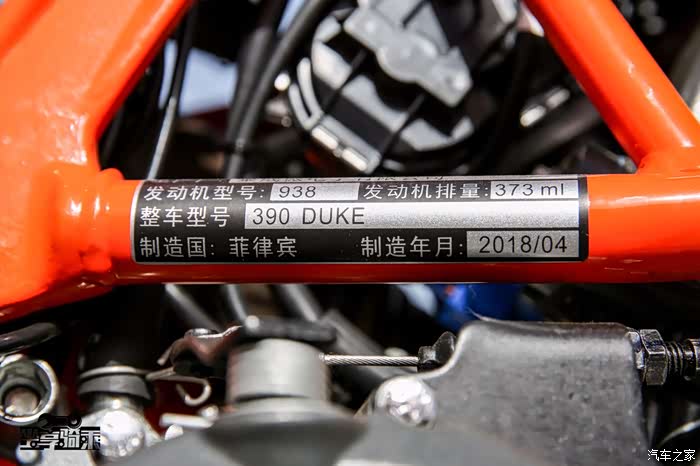 发动机型号: 938 发动机排量: 373 ml
整车型号 390 DUKE
制造国: 菲律宾 制造年月: 2018/04
汽车之家